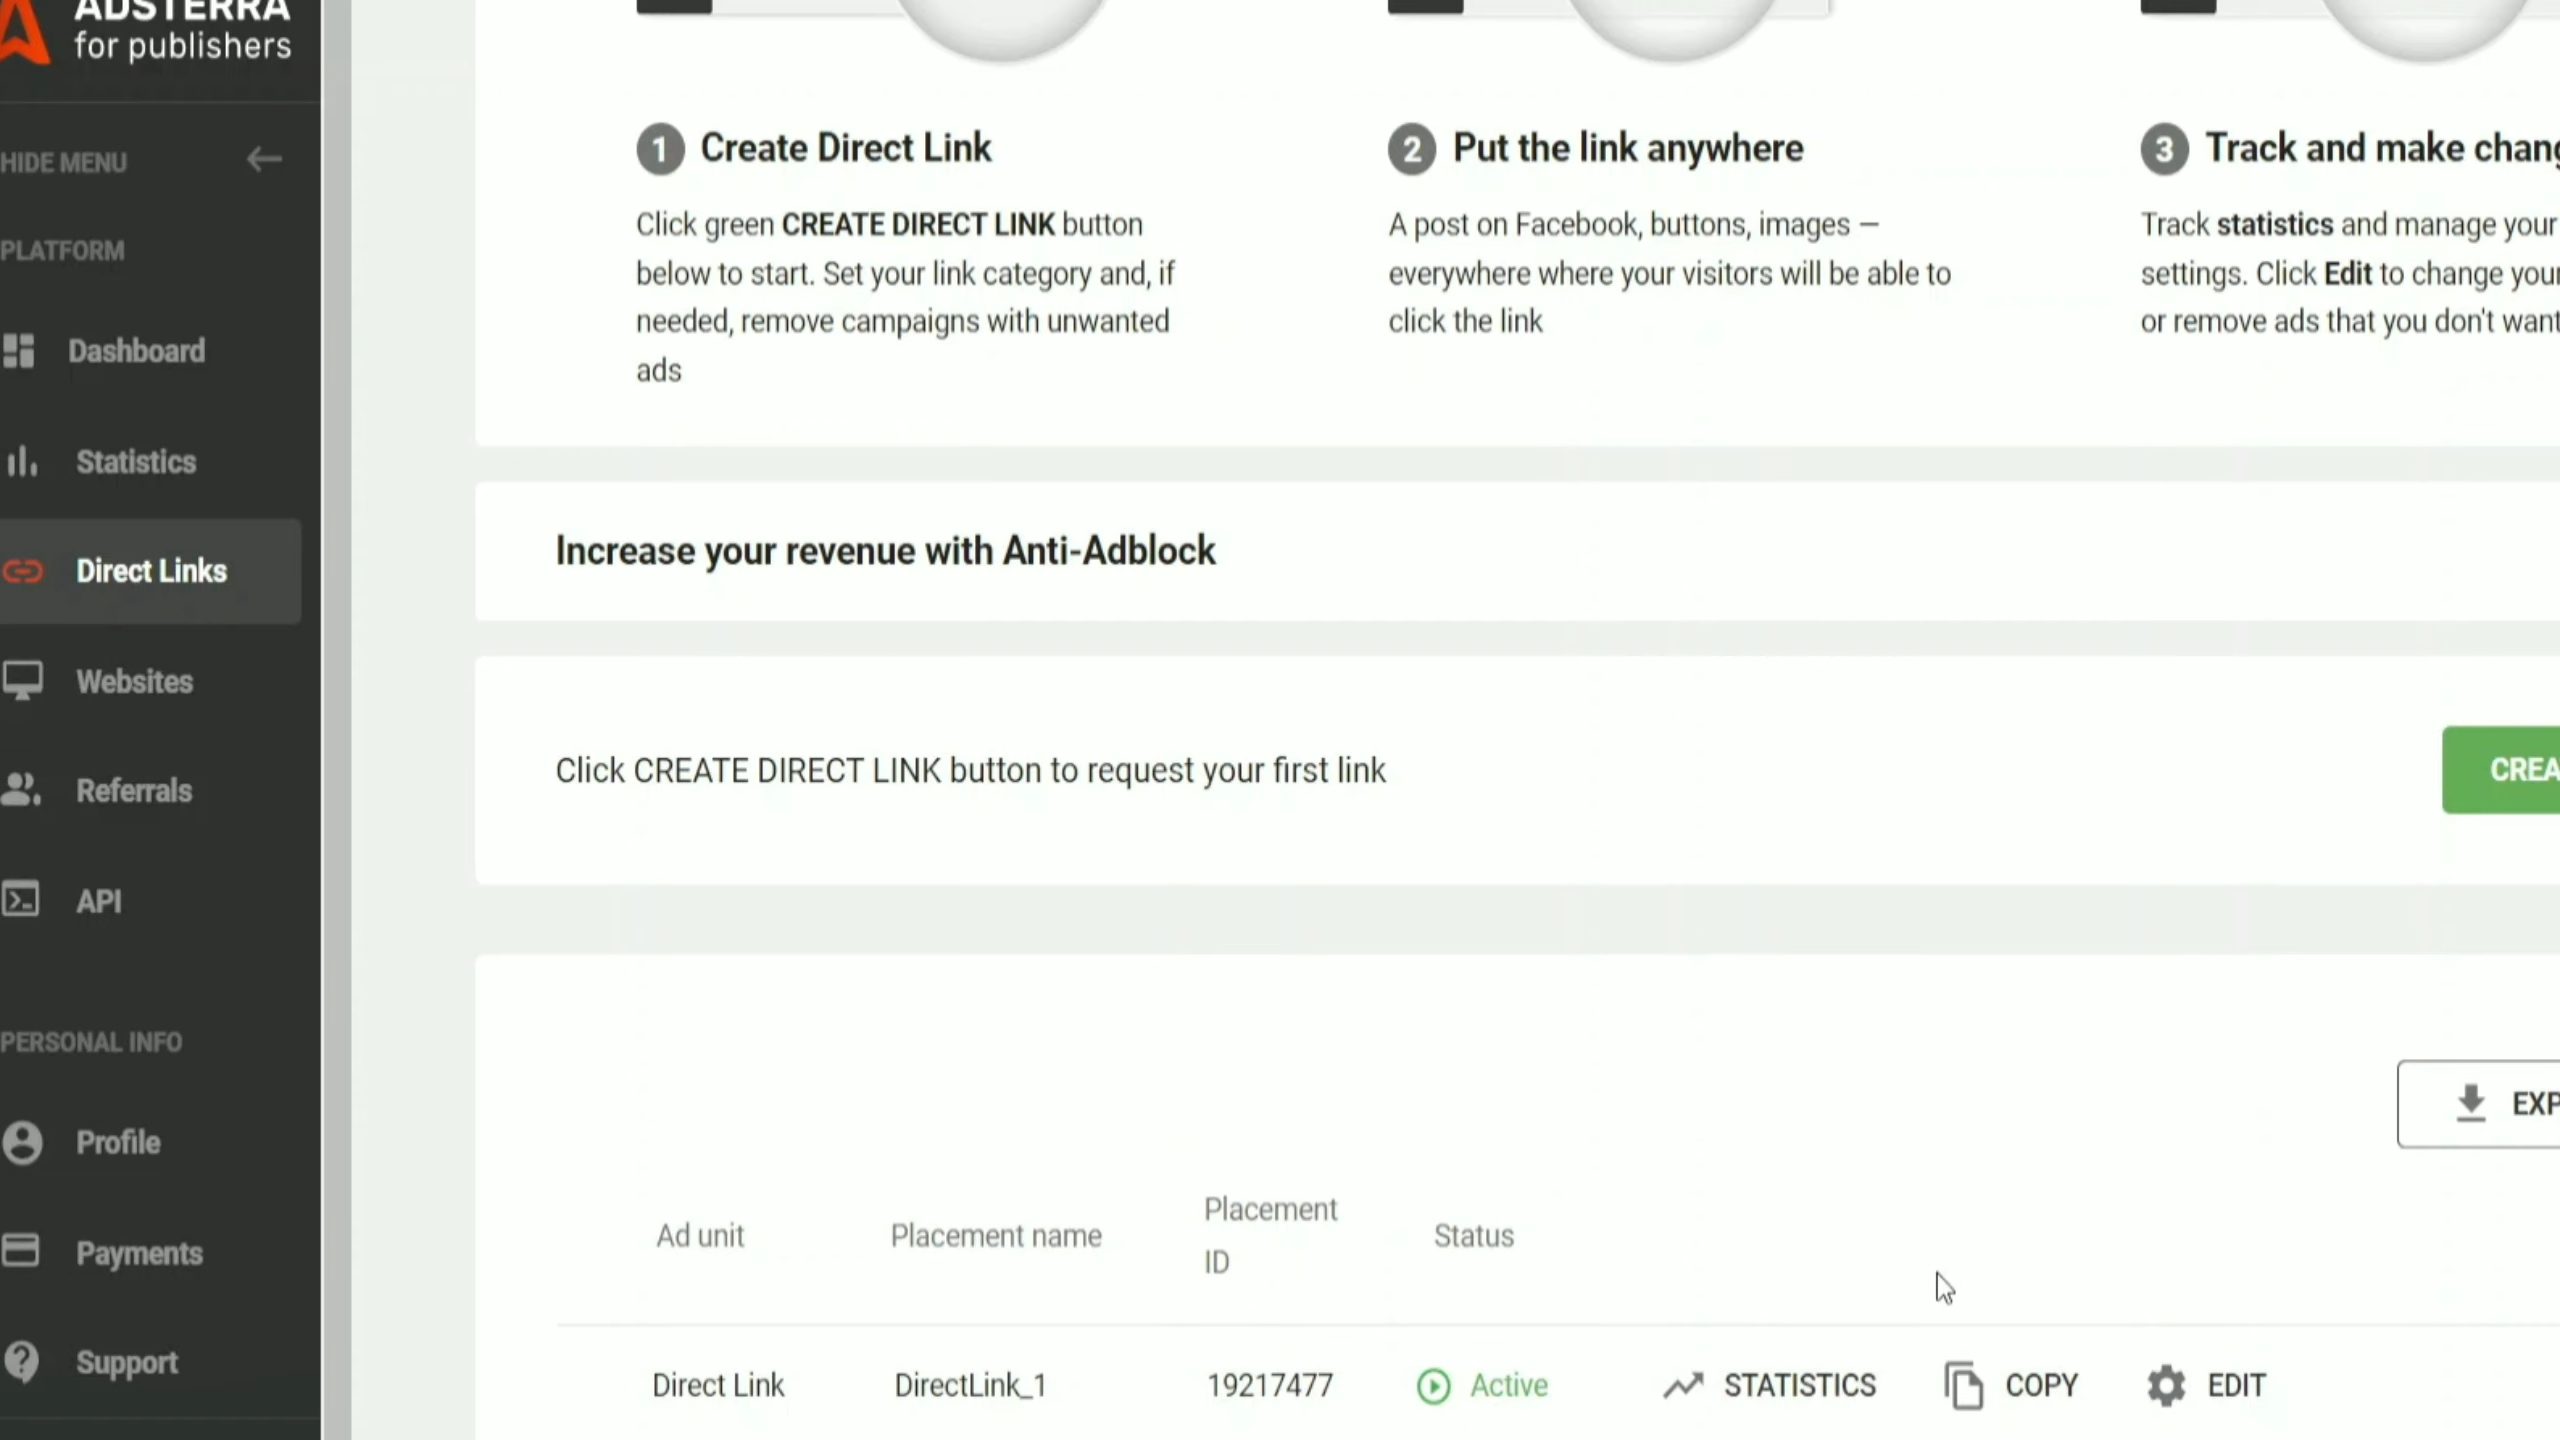 ADSTERRA
for publishers
HIDE MENU
PLATFORM
Dashboard
Statistics
Direct Links
Websites
Referrals
API
PERSONAL INFO
Profile
Payments
Support
1 Create Direct Link
Click green CREATE DIRECT LINK button
below to start. Set your link category and, if
needed, remove campaigns with unwanted
ads
2 Put the link anywhere
A post on Facebook, buttons, images —
everywhere where your visitors will be able to
click the link
3 Track and make chang
Track statistics and manage your
settings. Click Edit to change your
or remove ads that you don't want
Increase your revenue with Anti-Adblock
Click CREATE DIRECT LINK button to request your first link
CREA
EXP
Ad unit Placement name Placement ID Status
Direct Link DirectLink_1 19217477 Active STATISTICS COPY EDIT